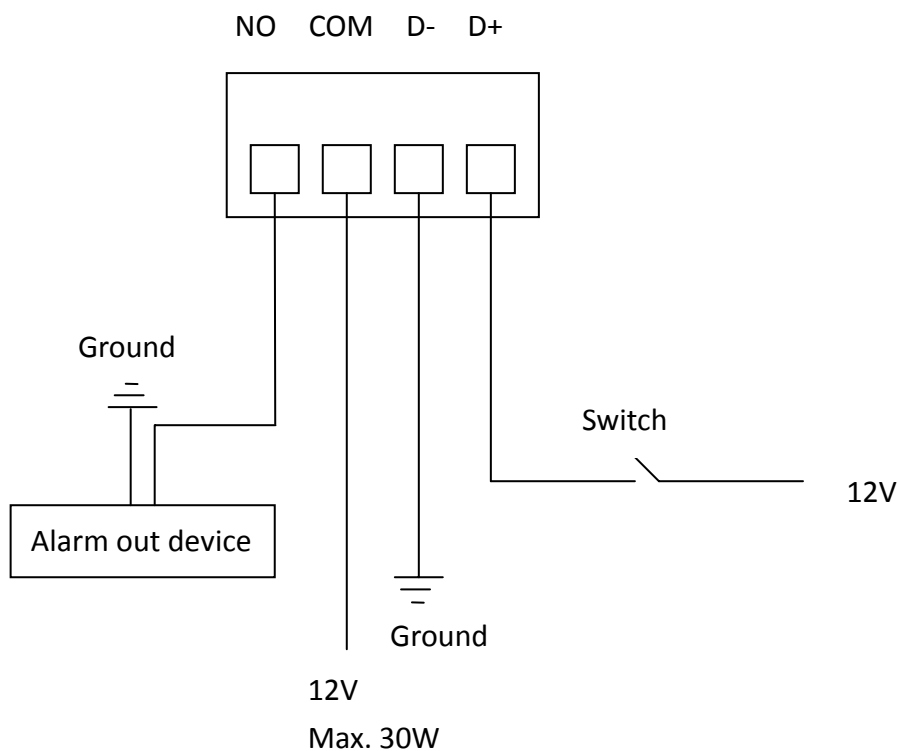 NO COM D- D+
Ground
Switch
12V
Alarm out device
Ground
12V
Max. 30W